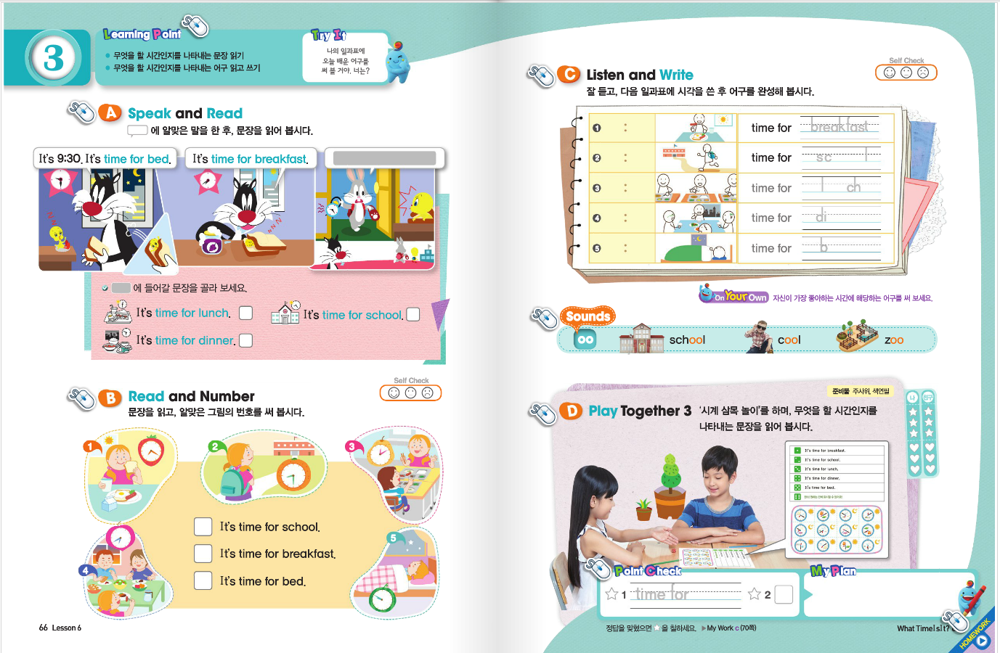 3
Learning Point
무엇을 할 시간인지를 나타내는 문장 읽기
무엇을 할 시간인지를 나타내는 어구 읽고 쓰기
Try It
나의 일과표에
오늘 배운 어구를
써 볼 거야. 너는?
A Speak and Read
에 알맞은 말을 한 후, 문장을 읽어 봅시다.
It's 9:30. It's time for bed.
It's time for breakfast.
에 들어갈 문장을 골라 보세요.
It's time for lunch.
It's time for school.
It's time for dinner.
Self Check
B Read and Number
문장을 읽고, 알맞은 그림의 번호를 써 봅시다.
1
2
3
4
5
It's time for school.
It's time for breakfast.
It's time for bed.
66 Lesson 6
Self Check
C Listen and Write
잘 듣고, 다음 일과표에 시각을 쓴 후 어구를 완성해 봅시다.
1 : time for breakfast
2 : time for sc l
3 : time for l ch
4 : time for di
5 : time for b
On Your Own 자신이 가장 좋아하는 시간에 해당하는 어구를 써 보세요.
Sounds
oo school cool zoo
준비물 주사위, 색연필
D Play Together 3 '시계 삼목 놀이'를 하며, 무엇을 할 시간인지를
나타내는 문장을 읽어 봅시다.
나 친구
It's time for breakfast.
It's time for school.
It's time for lunch.
It's time for dinner.
It's time for bed.
Point Check
1 time for
2
My Plan
정답을 맞혔으면 을 칠하세요. ▶My Work c (70쪽)
What Time Is It?
HOMEWORK